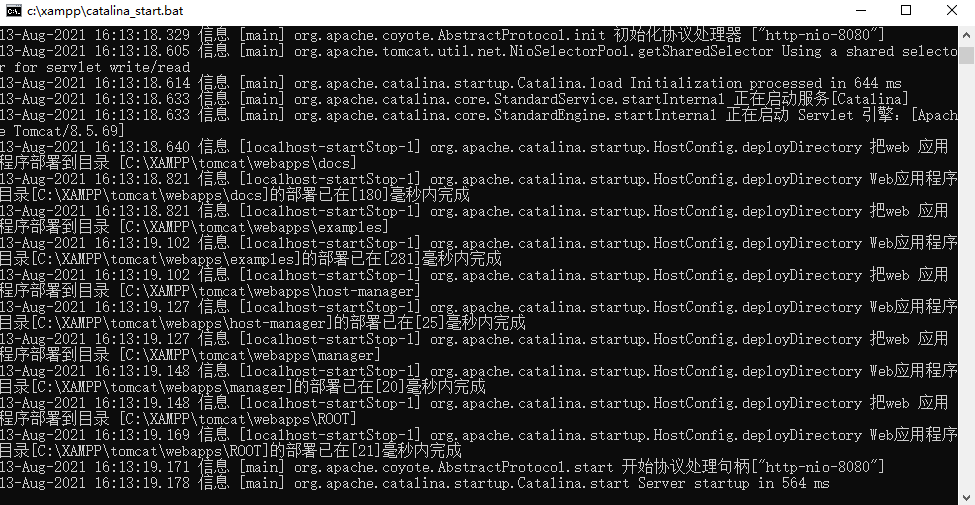 c:\xampp\catalina_start.bat
13-Aug-2021 16:13:18.329 信息 [main] org.apache.coyote.AbstractProtocol.init 初始化协议处理器 ["http-nio-8080"]
13-Aug-2021 16:13:18.605 信息 [main] org.apache.tomcat.util.net.NioSelectorPool.getSharedSelector Using a shared selecto
r for servlet write/read
13-Aug-2021 16:13:18.614 信息 [main] org.apache.catalina.startup.Catalina.load Initialization processed in 644 ms
13-Aug-2021 16:13:18.633 信息 [main] org.apache.catalina.core.StandardService.startInternal 正在启动服务[Catalina]
13-Aug-2021 16:13:18.633 信息 [main] org.apache.catalina.core.StandardEngine.startInternal 正在启动 Servlet 引擎：[Apach
e Tomcat/8.5.69]
13-Aug-2021 16:13:18.640 信息 [localhost-startStop-1] org.apache.catalina.startup.HostConfig.deployDirectory 把web 应用
程序部署到目录 [C:\XAMPP\tomcat\webapps\docs]
13-Aug-2021 16:13:18.821 信息 [localhost-startStop-1] org.apache.catalina.startup.HostConfig.deployDirectory Web应用程序
目录[C:\XAMPP\tomcat\webapps\docs]的部署已在[180]毫秒内完成
13-Aug-2021 16:13:18.821 信息 [localhost-startStop-1] org.apache.catalina.startup.HostConfig.deployDirectory 把web 应用
程序部署到目录 [C:\XAMPP\tomcat\webapps\examples]
13-Aug-2021 16:13:19.102 信息 [localhost-startStop-1] org.apache.catalina.startup.HostConfig.deployDirectory Web应用程序
目录[C:\XAMPP\tomcat\webapps\examples]的部署已在[281]毫秒内完成
13-Aug-2021 16:13:19.102 信息 [localhost-startStop-1] org.apache.catalina.startup.HostConfig.deployDirectory 把web 应用
程序部署到目录 [C:\XAMPP\tomcat\webapps\host-manager]
13-Aug-2021 16:13:19.127 信息 [localhost-startStop-1] org.apache.catalina.startup.HostConfig.deployDirectory Web应用程序
目录[C:\XAMPP\tomcat\webapps\host-manager]的部署已在[25]毫秒内完成
13-Aug-2021 16:13:19.127 信息 [localhost-startStop-1] org.apache.catalina.startup.HostConfig.deployDirectory 把web 应用
程序部署到目录 [C:\XAMPP\tomcat\webapps\manager]
13-Aug-2021 16:13:19.148 信息 [localhost-startStop-1] org.apache.catalina.startup.HostConfig.deployDirectory Web应用程序
目录[C:\XAMPP\tomcat\webapps\manager]的部署已在[20]毫秒内完成
13-Aug-2021 16:13:19.148 信息 [localhost-startStop-1] org.apache.catalina.startup.HostConfig.deployDirectory 把web 应用
程序部署到目录 [C:\XAMPP\tomcat\webapps\ROOT]
13-Aug-2021 16:13:19.169 信息 [localhost-startStop-1] org.apache.catalina.startup.HostConfig.deployDirectory Web应用程序
目录[C:\XAMPP\tomcat\webapps\ROOT]的部署已在[21]毫秒内完成
13-Aug-2021 16:13:19.171 信息 [main] org.apache.coyote.AbstractProtocol.start 开始协议处理句柄["http-nio-8080"]
13-Aug-2021 16:13:19.178 信息 [main] org.apache.catalina.startup.Catalina.start Server startup in 564 ms